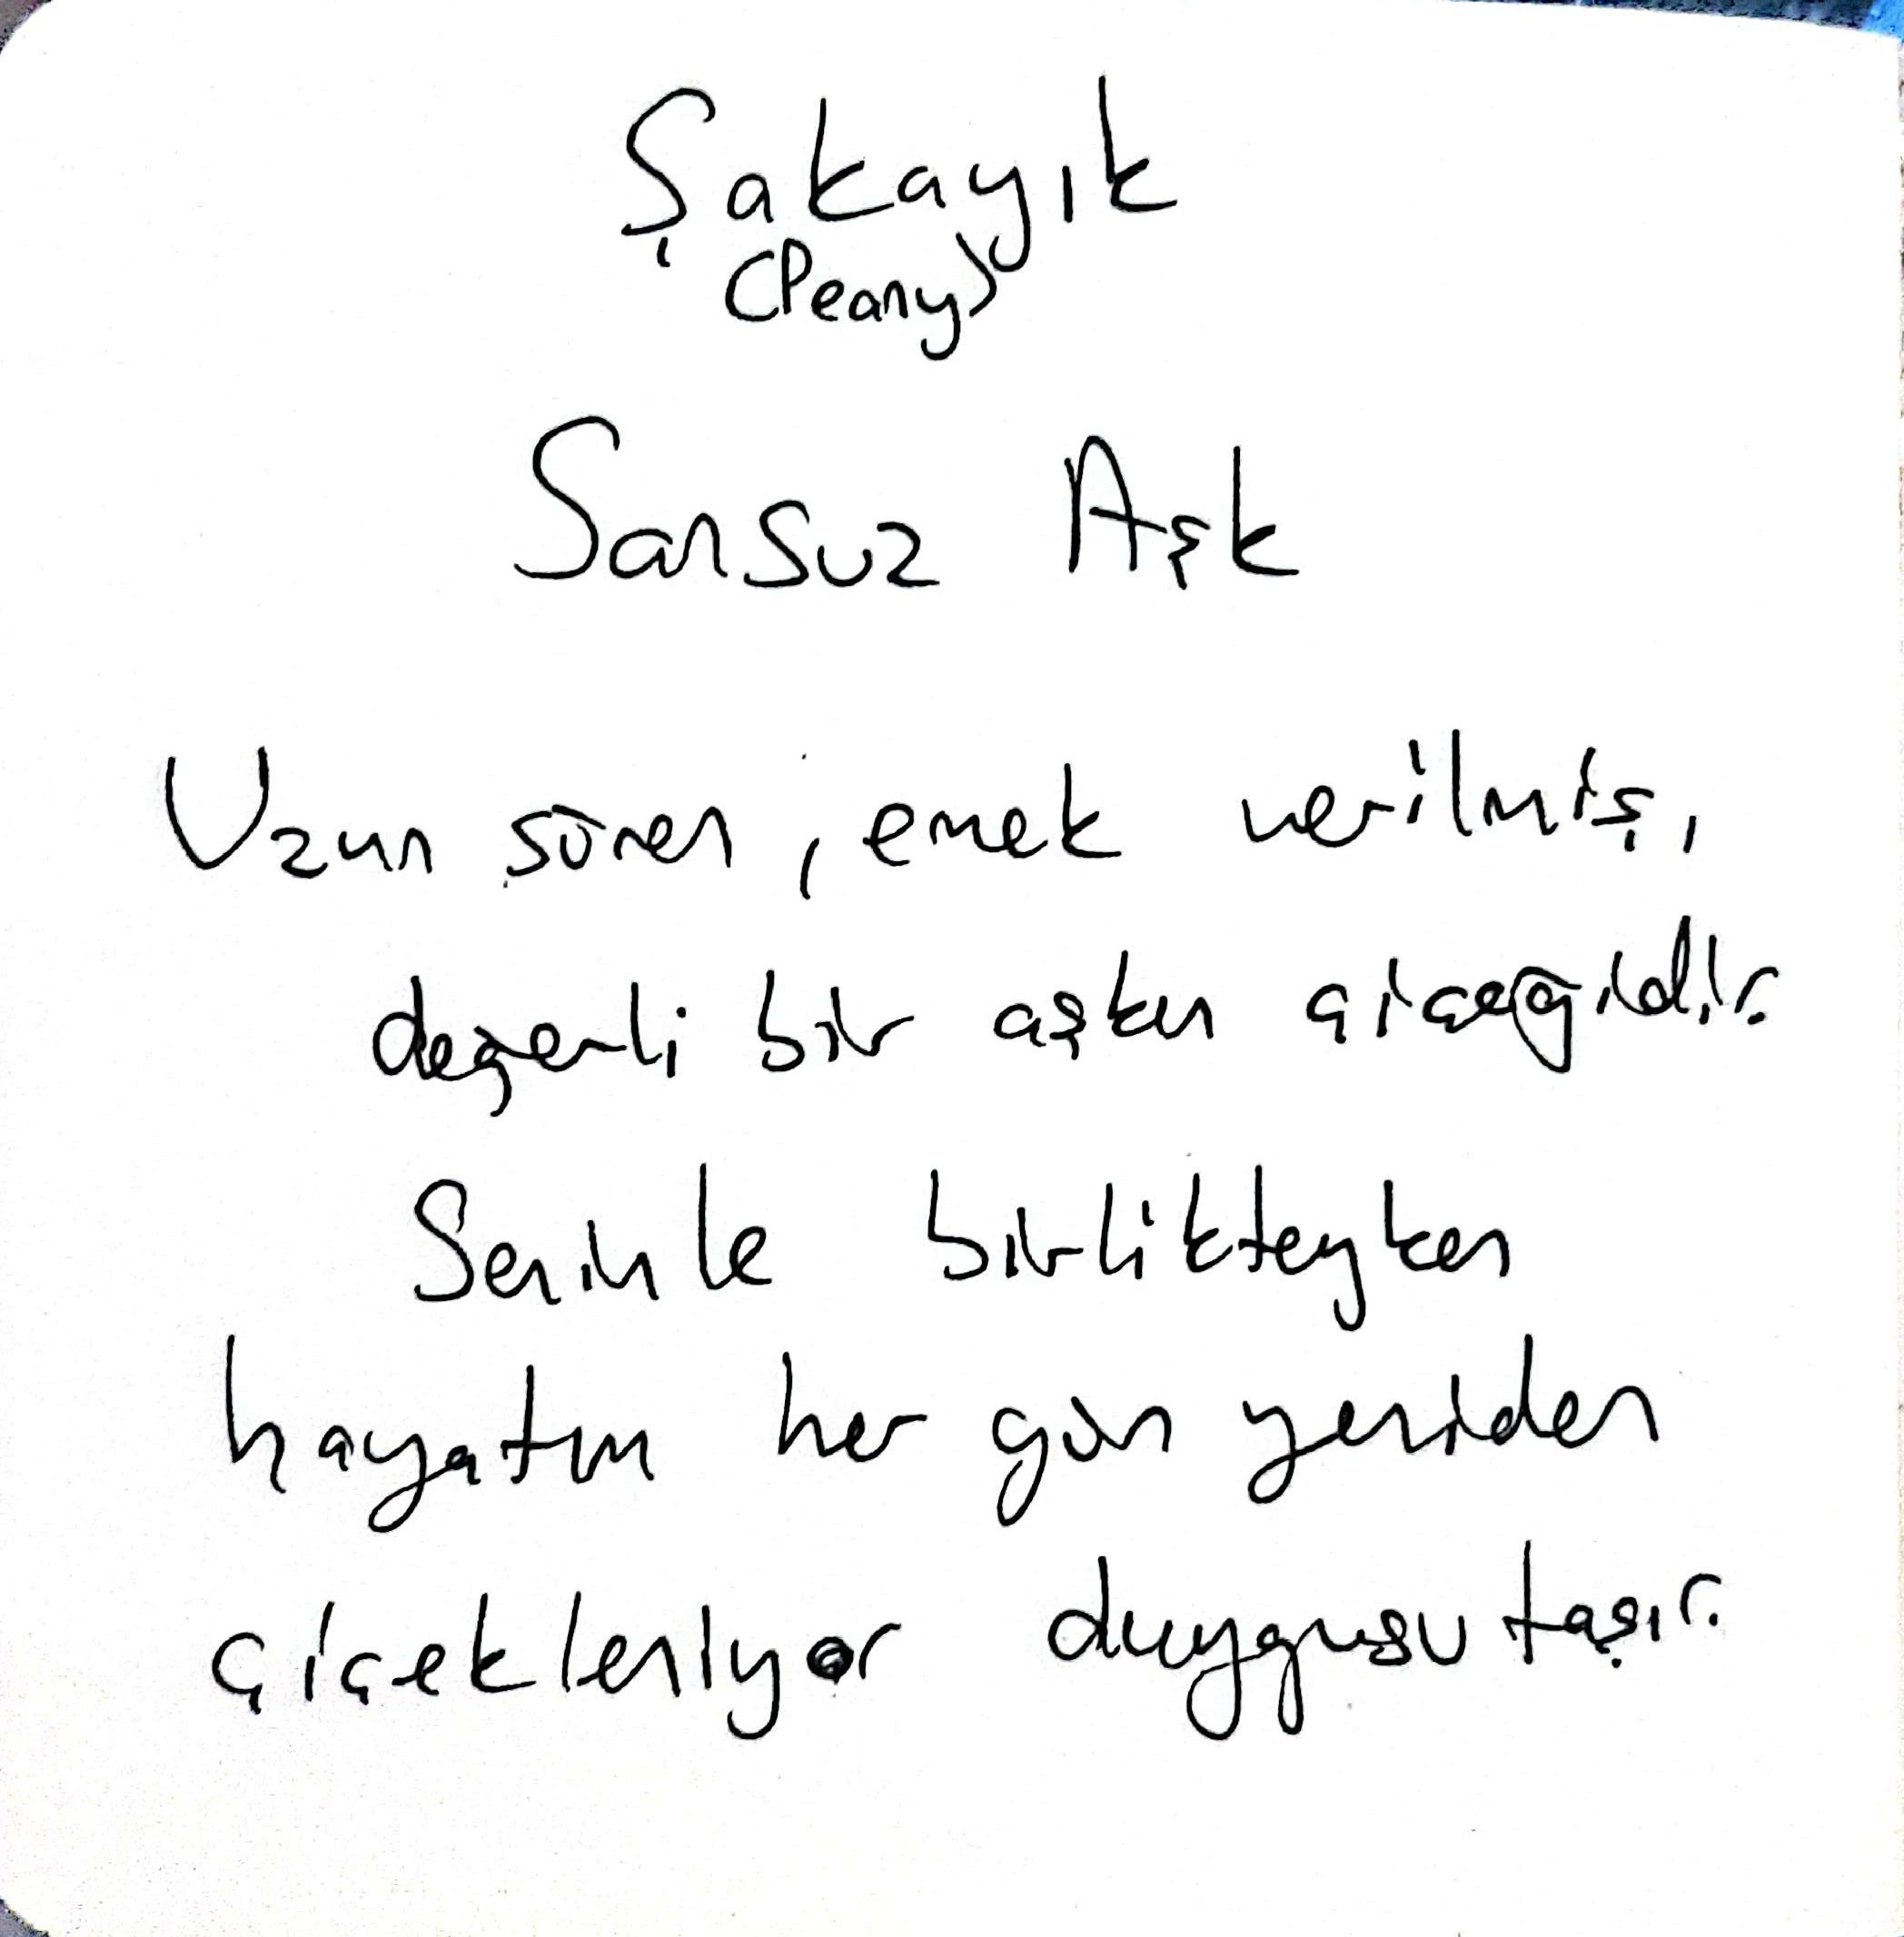 Şakayık
(Peony)
Sonsuz Aşk
Uzun süren, emek verilmiş,
değerli bir aşkın çiçeğidir.
Seninle birlikteyken
hayatım her gün yeniden
çiçekleniyor duygusu taşır.